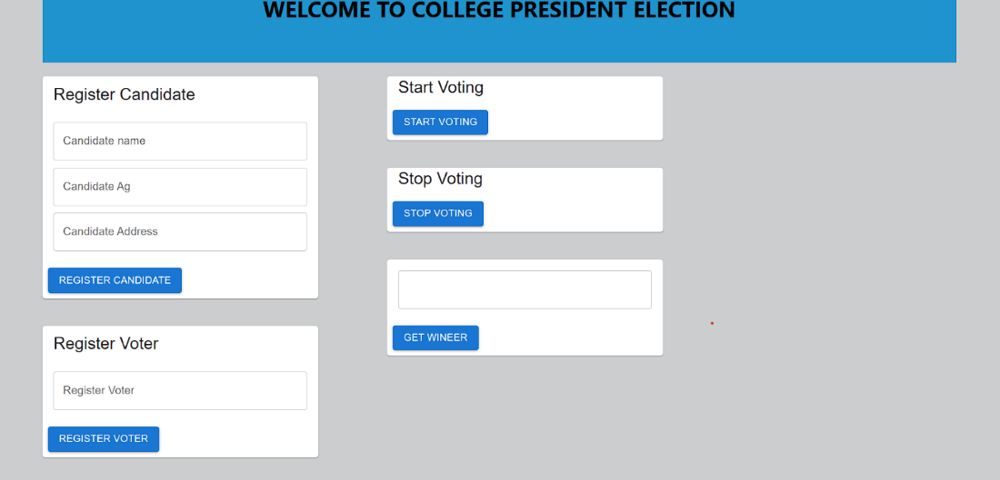 WELCOME TO COLLEGE PRESIDENT ELECTION
Register Candidate
Candidate name
Candidate Ag
Candidate Address
REGISTER CANDIDATE
Register Voter
Register Voter
REGISTER VOTER
Start Voting
START VOTING
Stop Voting
STOP VOTING
GET WINEER